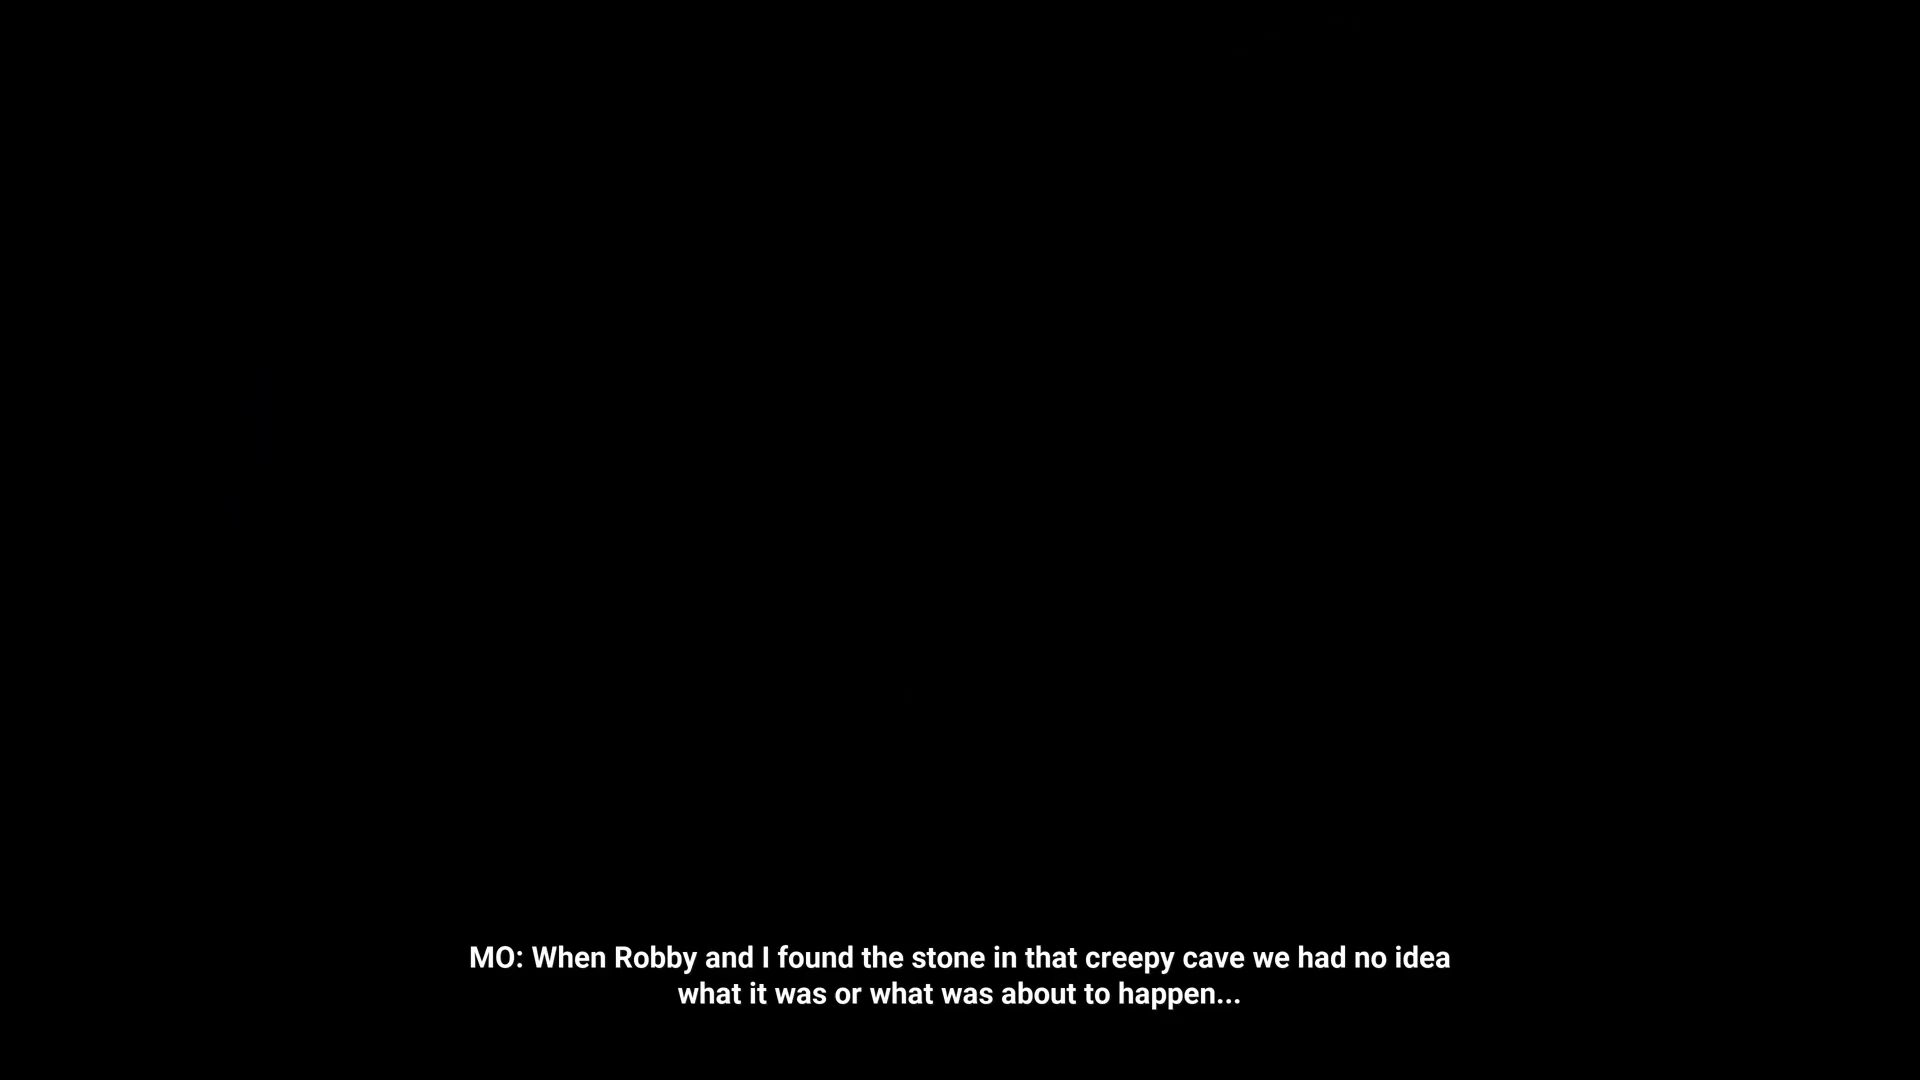 MO: When Robby and I found the stone in that creepy cave we had no idea
what it was or what was about to happen...